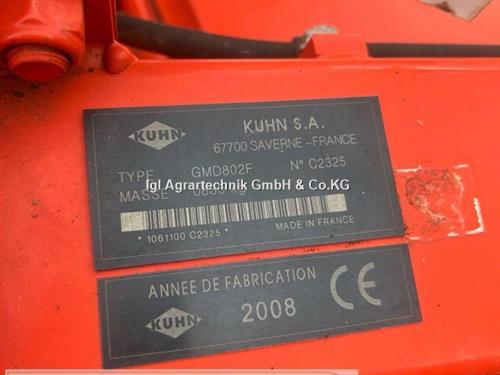 KUHN
KUHN S.A.
67700 SAVERNE-FRANCE
TYPE GMD802F N° C2325
MASSE kg
Igl Agrartechnik GmbH & Co.KG
*1061100 C2325*
MADE IN FRANCE
ANNEE DE FABRICATION
KUHN 2008 CE